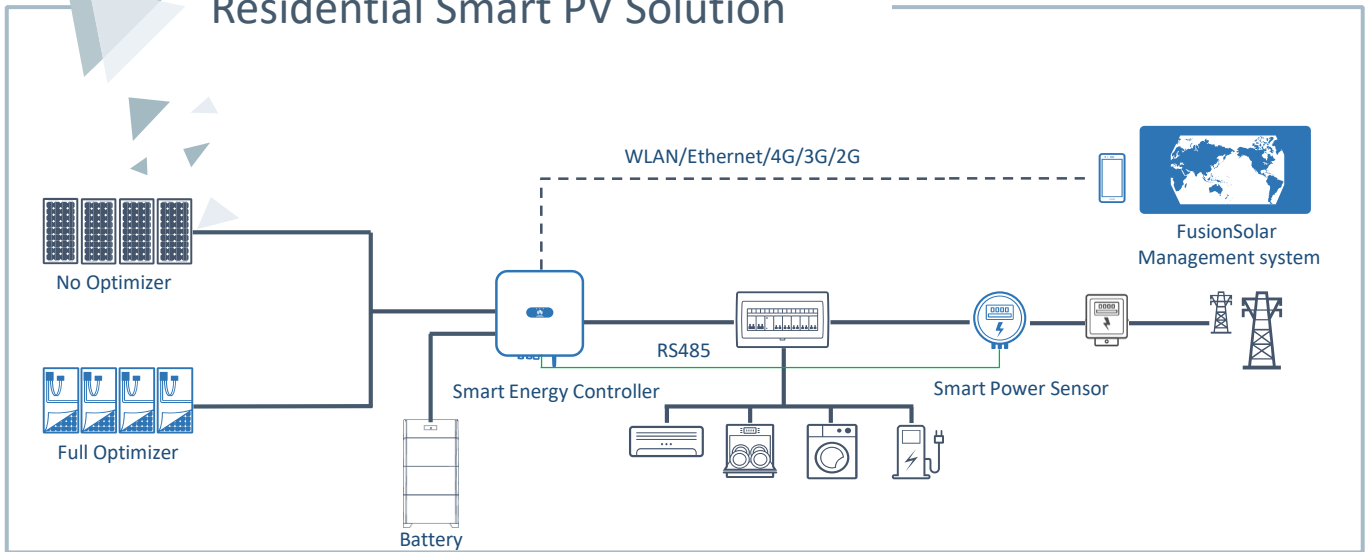 Residential Smart PV Solution
WLAN/Ethernet/4G/3G/2G
FusionSolar
Management system
No Optimizer
RS485
Smart Energy Controller
Smart Power Sensor
Full Optimizer
Battery